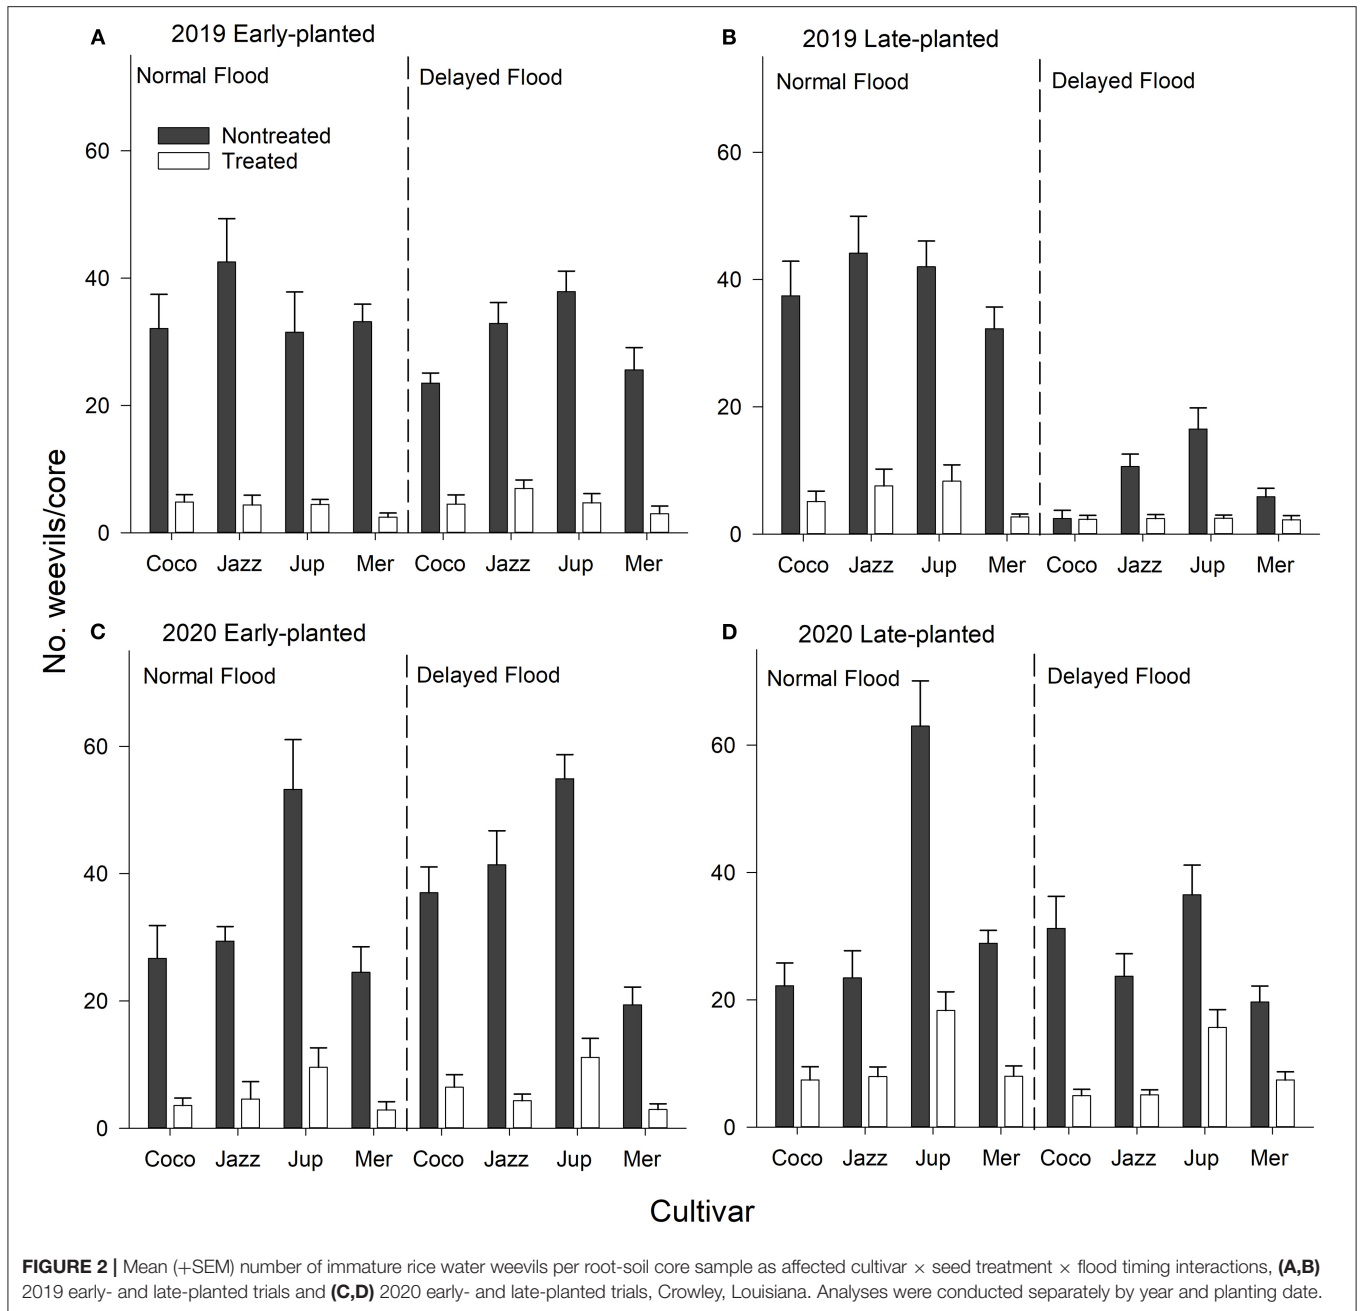 A 2019 Early-planted
Normal Flood
Delayed Flood
Nontreated
Treated
60
40
20
0
Coco Jazz Jup Mer Coco Jazz Jup Mer
B 2019 Late-planted
Normal Flood
Delayed Flood
60
40
20
0
Coco Jazz Jup Mer Coco Jazz Jup Mer
No. weevils/core
C 2020 Early-planted
Normal Flood
Delayed Flood
60
40
20
0
Coco Jazz Jup Mer Coco Jazz Jup Mer
D 2020 Late-planted
Normal Flood
Delayed Flood
60
40
20
0
Coco Jazz Jup Mer Coco Jazz Jup Mer
Cultivar
FIGURE 2 | Mean (+SEM) number of immature rice water weevils per root-soil core sample as affected cultivar × seed treatment × flood timing interactions, (A,B)
2019 early- and late-planted trials and (C,D) 2020 early- and late-planted trials, Crowley, Louisiana. Analyses were conducted separately by year and planting date.